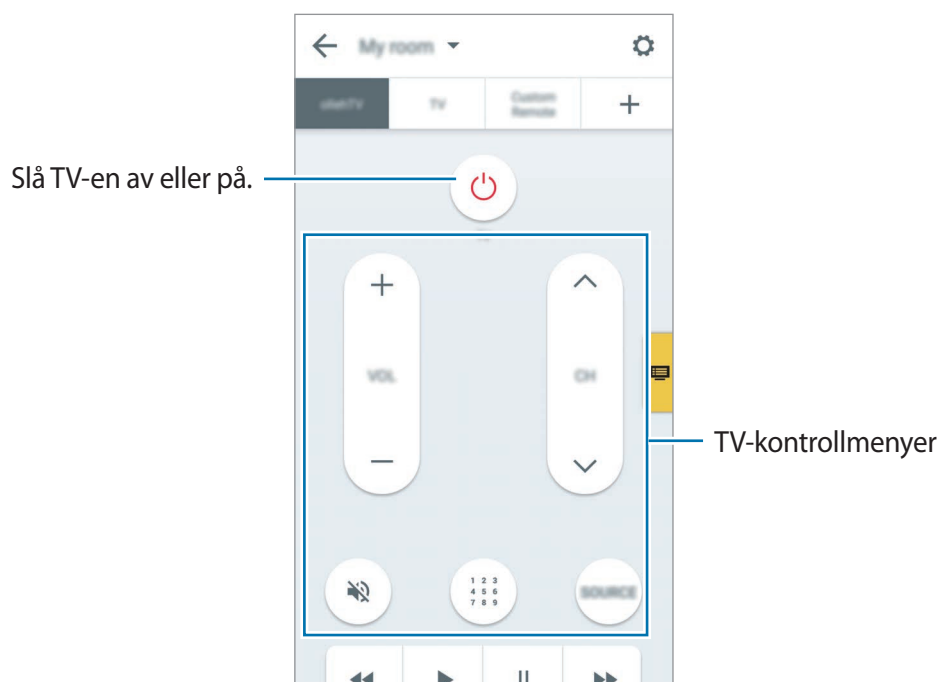 My room
TV
Custom
Remote
Slå TV-en av eller på.
VOL
CH
TV-kontrollmenyer
1 2 3
4 5 6
7 8 9
SOURCE